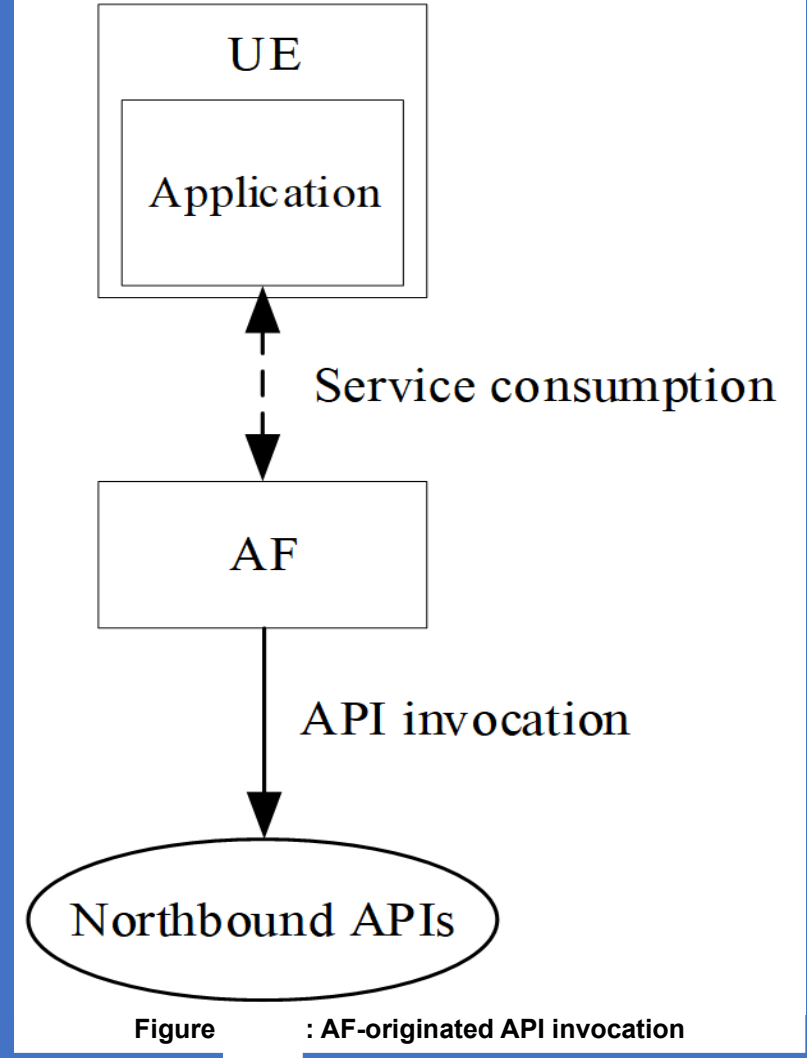 UE
Application
Service consumption
AF
API invocation
Northbound APIs
Figure : AF-originated API invocation